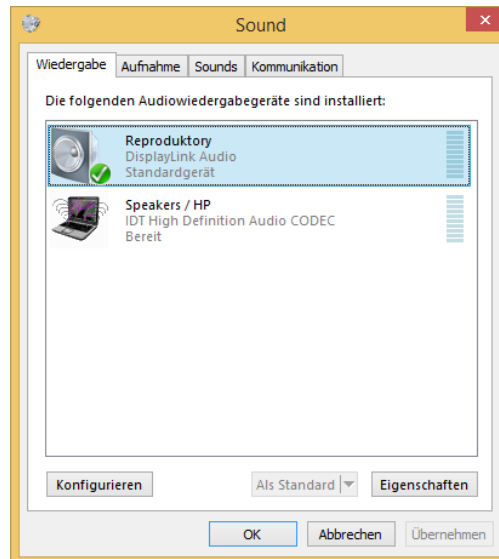 Sound
Wiedergabe Aufnahme Sounds Kommunikation
Die folgenden Audiowiedergabegeräte sind installiert:
Reproduktory
DisplayLink Audio
Standardgerät
Speakers / HP
IDT High Definition Audio CODEC
Bereit
Konfigurieren Als Standard Eigenschaften
OK Abbrechen Übernehmen